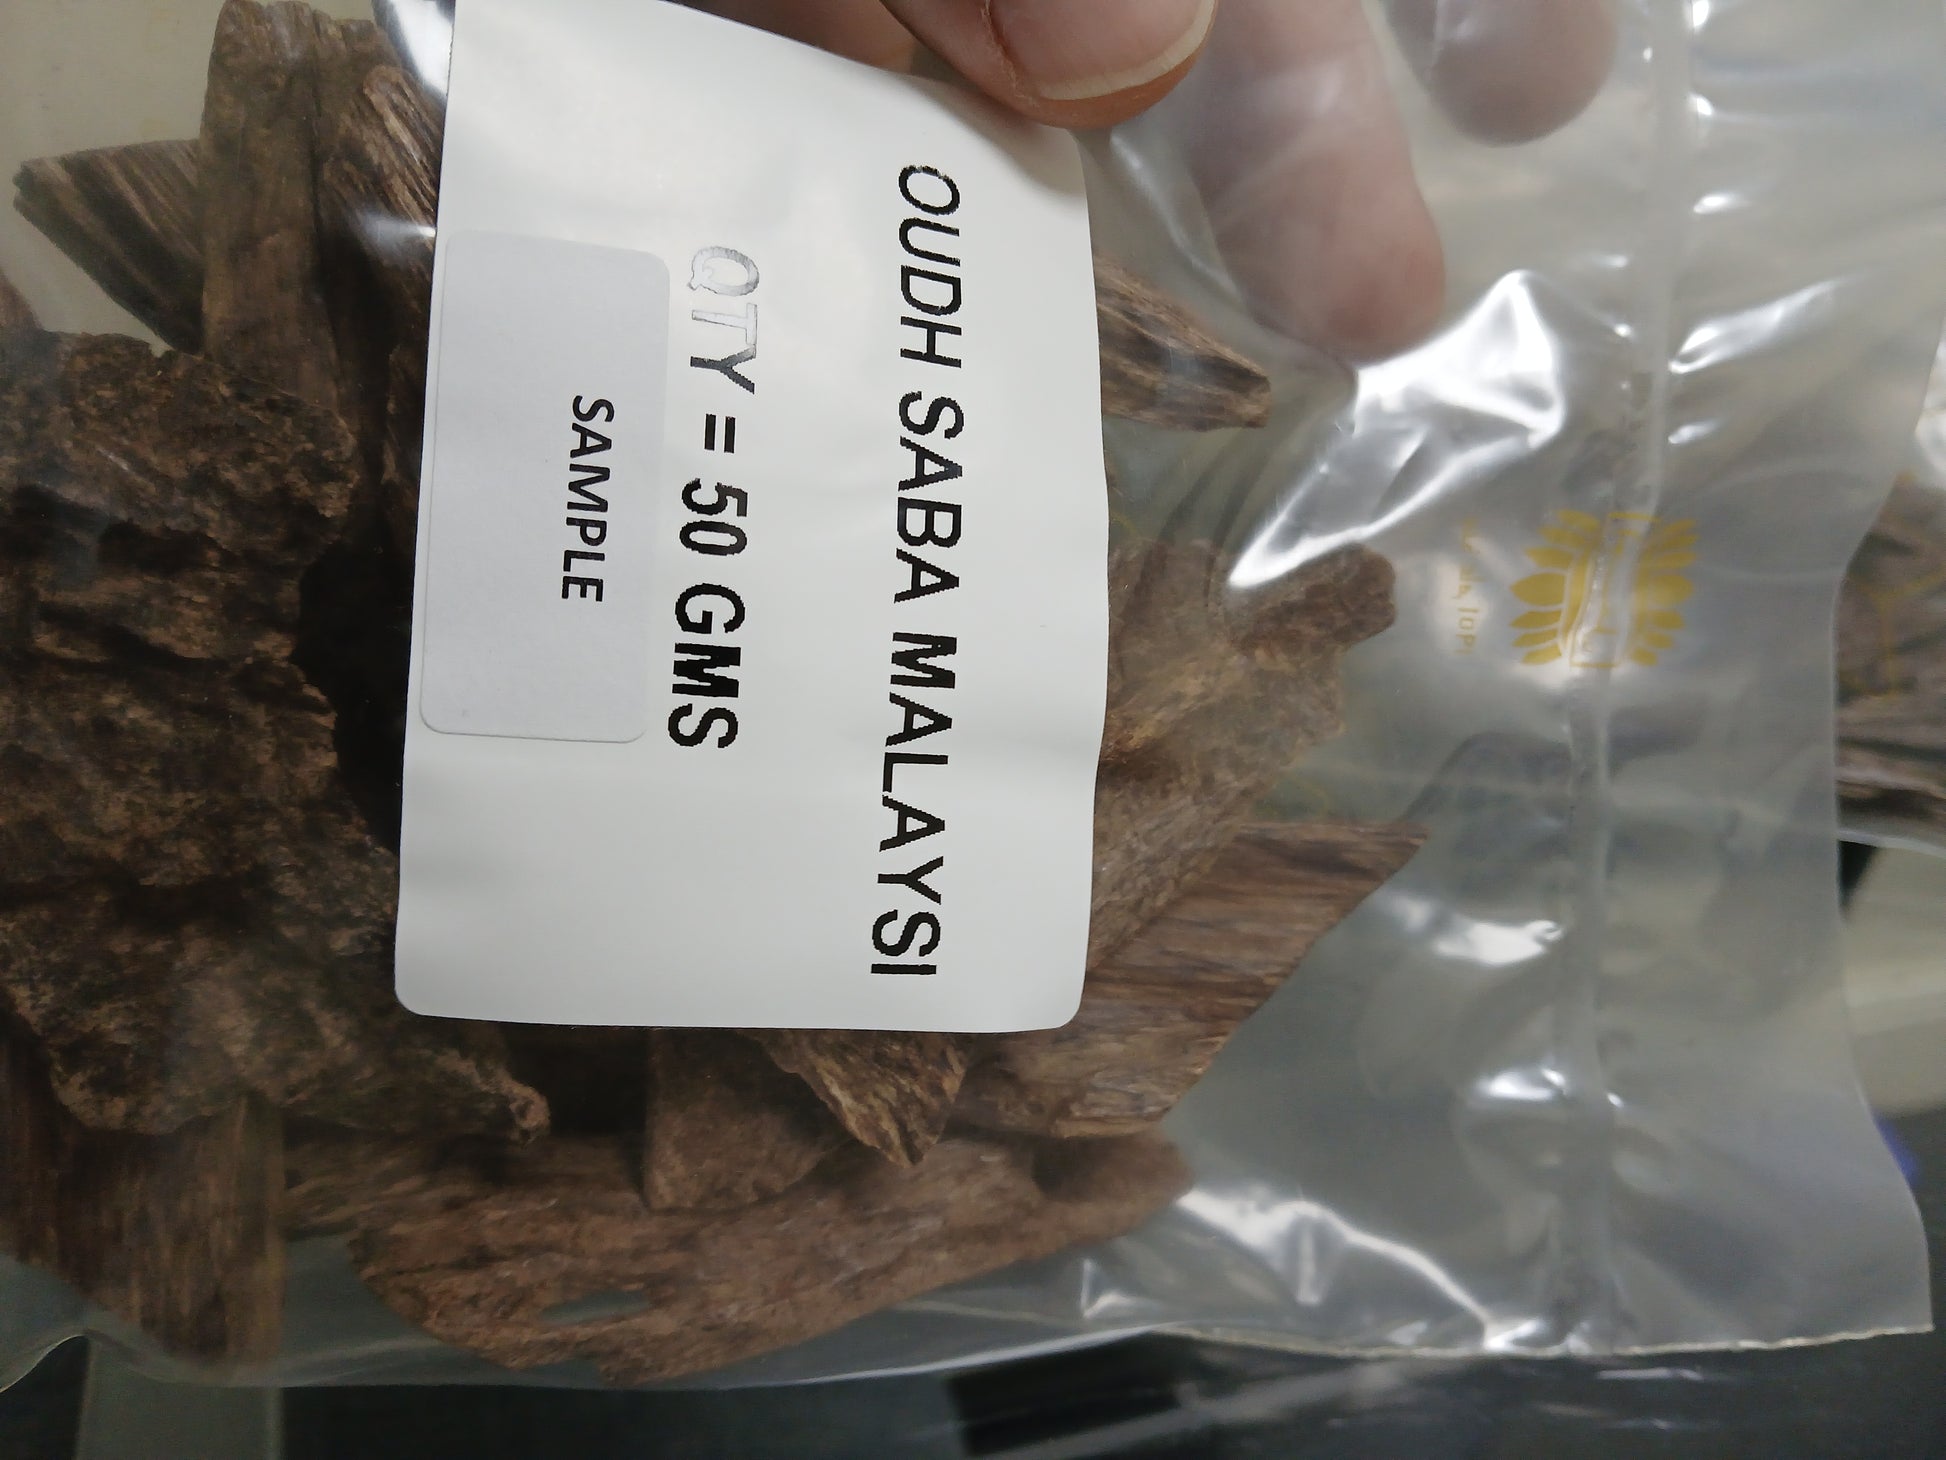 OUDH SABA MALAYSI
QTY = 50 GMS
SAMPLE